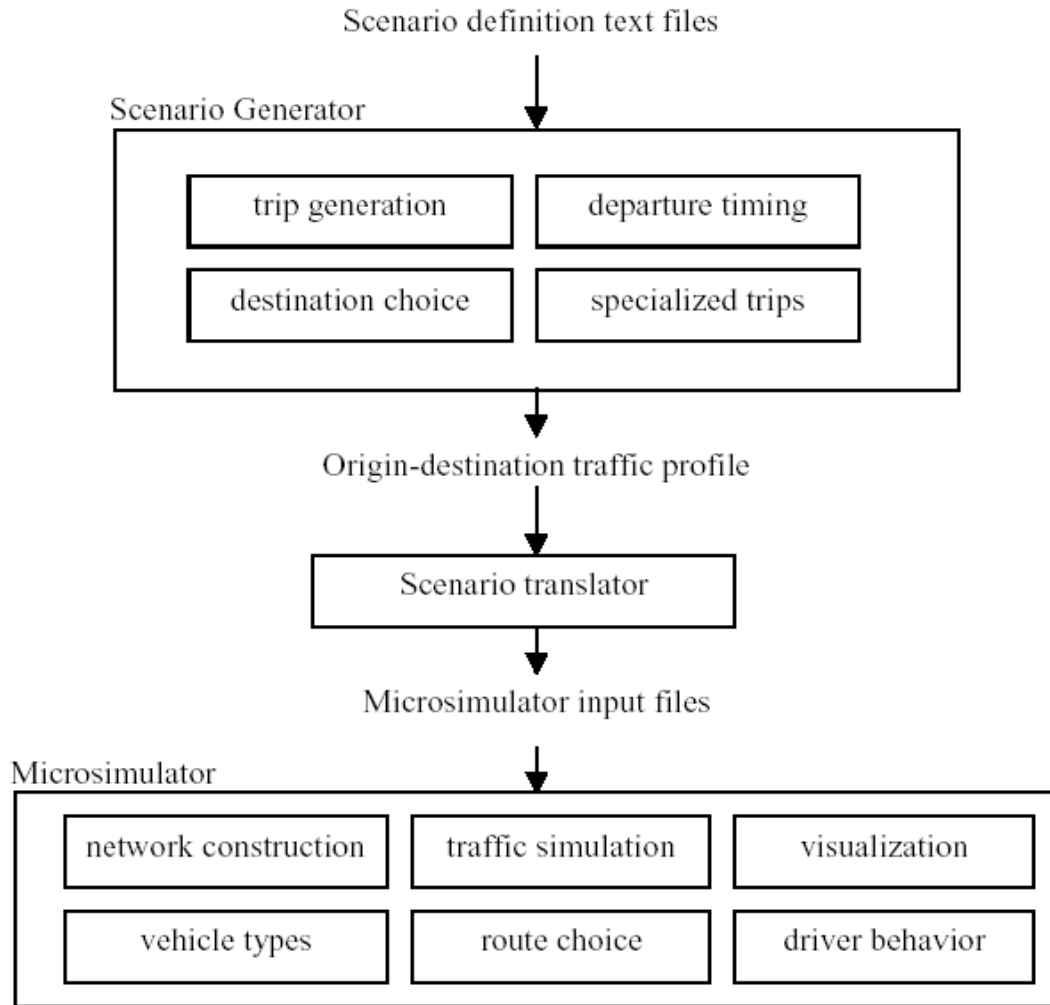 Scenario definition text files
Scenario Generator
trip generation
departure timing
destination choice
specialized trips
Origin-destination traffic profile
Scenario translator
Microsimulator input files
Microsimulator
network construction
traffic simulation
visualization
vehicle types
route choice
driver behavior